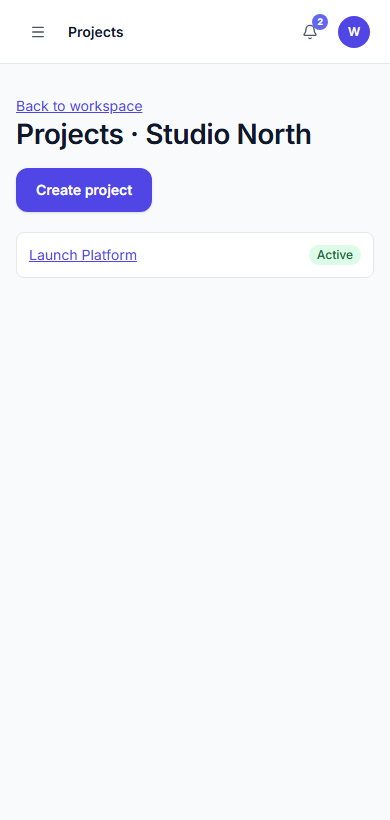 Projects
2
W
Back to workspace
Projects · Studio North
Create project
Launch Platform
Active